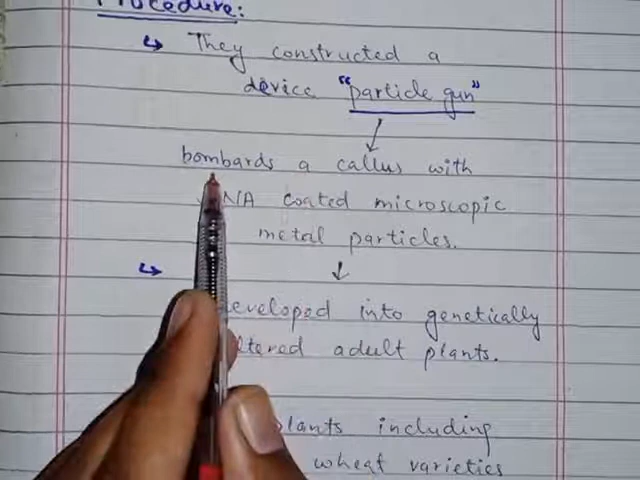 Procedure:
↳ They constructed a
device "particle gun"
↓
bombards a callus with
NA coated microscopic
metal particles.
↳ ↓
eveloped into genetically
ltered adult plants.
plants including
wheat varieties